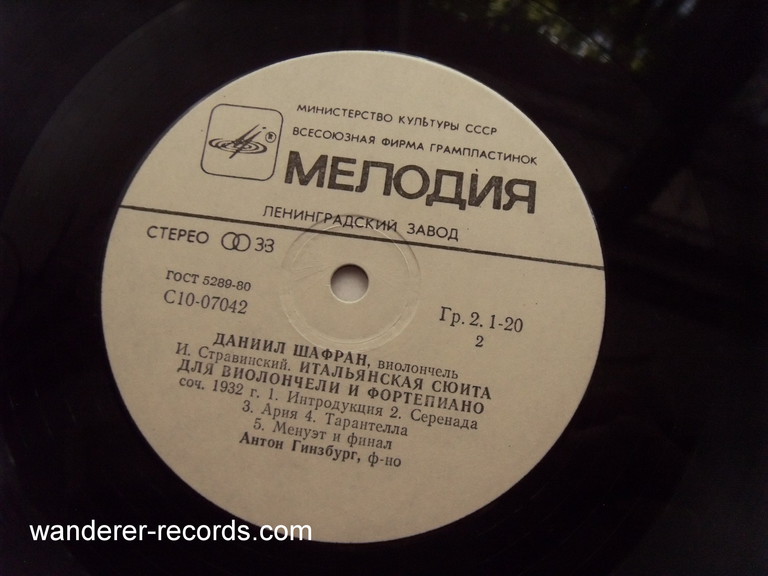 МИНИСТЕРСТВО КУЛЬТУРЫ СССР
ВСЕСОЮЗНАЯ ФИРМА ГРАМПЛАСТИНОК
МЕЛОДИЯ
ЛЕНИНГРАДСКИЙ ЗАВОД
СТЕРЕО 33
ГОСТ 5289-80
С10-07042
Гр. 2. 1-20
2
ДАНИИЛ ШАФРАН, виолончель
И. Стравинский. ИТАЛЬЯНСКАЯ СЮИТА
ДЛЯ ВИОЛОНЧЕЛИ И ФОРТЕПИАНО
соч. 1932 г. 1. Интродукция 2. Серенада
3. Ария 4. Тарантелла
5. Менуэт и финал
Антон Гинзбург, ф-но
wanderer-records.com